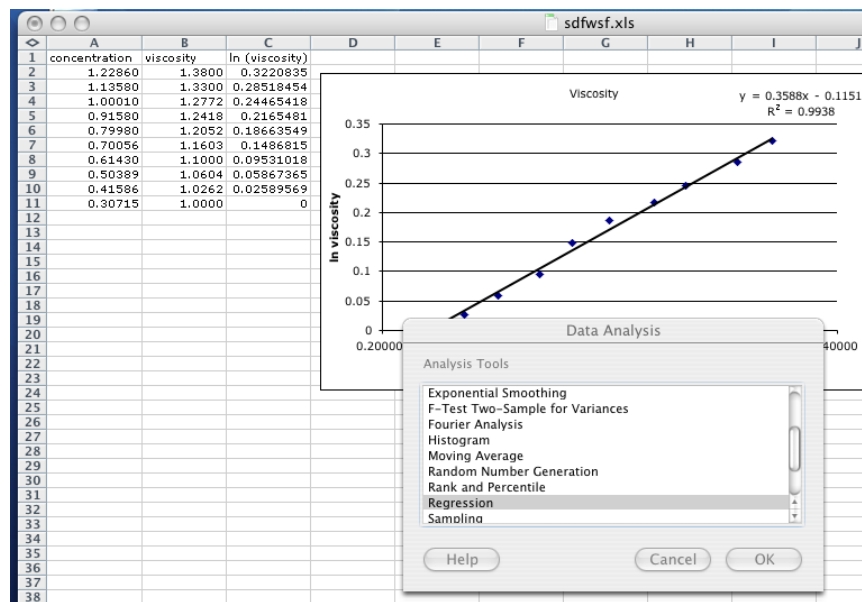 sdfwsf.xls
A B C D E F G H I J
1 concentration viscosity ln (viscosity)
2 1.22860 1.3800 0.3220835
3 1.13580 1.3300 0.28518454
4 1.00010 1.2772 0.24465418
5 0.91580 1.2418 0.2165481
6 0.79980 1.2052 0.18663549
7 0.70056 1.1603 0.1486815
8 0.61430 1.1000 0.09531018
9 0.50389 1.0604 0.05867365
10 0.41586 1.0262 0.02589569
11 0.30715 1.0000 0
12
13
14
15
16
17
18
19
20
21
22
23
24
25
26
27
28
29
30
31
32
33
34
35
36
37
38
Viscosity
y = 0.3588x - 0.1151
R² = 0.9938
ln viscosity
0.35
0.3
0.25
0.2
0.15
0.1
0.05
0
0.20000
40000
Data Analysis
Analysis Tools
Exponential Smoothing
F-Test Two-Sample for Variances
Fourier Analysis
Histogram
Moving Average
Random Number Generation
Rank and Percentile
Regression
Sampling
Help Cancel OK